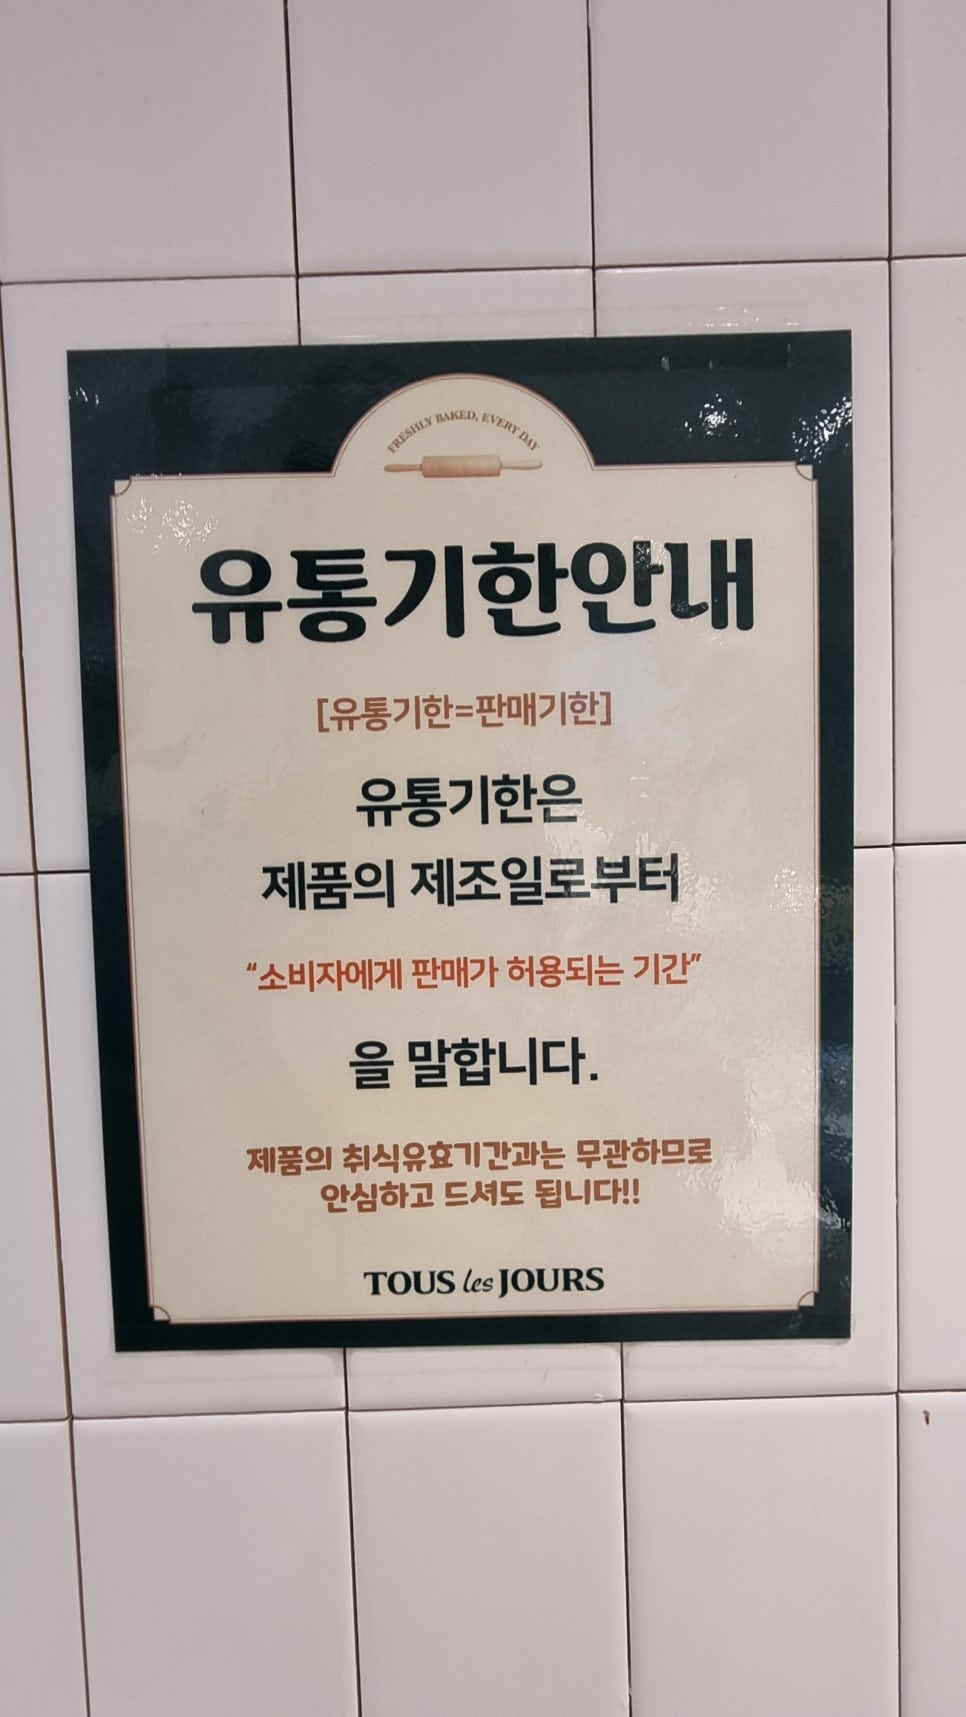 FRESHLY BAKED, EVERY DAY
유통기한안내
[유통기한=판매기한]
유통기한은
제품의 제조일로부터
“소비자에게 판매가 허용되는 기간”
을 말합니다.
제품의 취식유효기간과는 무관하므로
안심하고 드셔도 됩니다!!
TOUS les JOURS